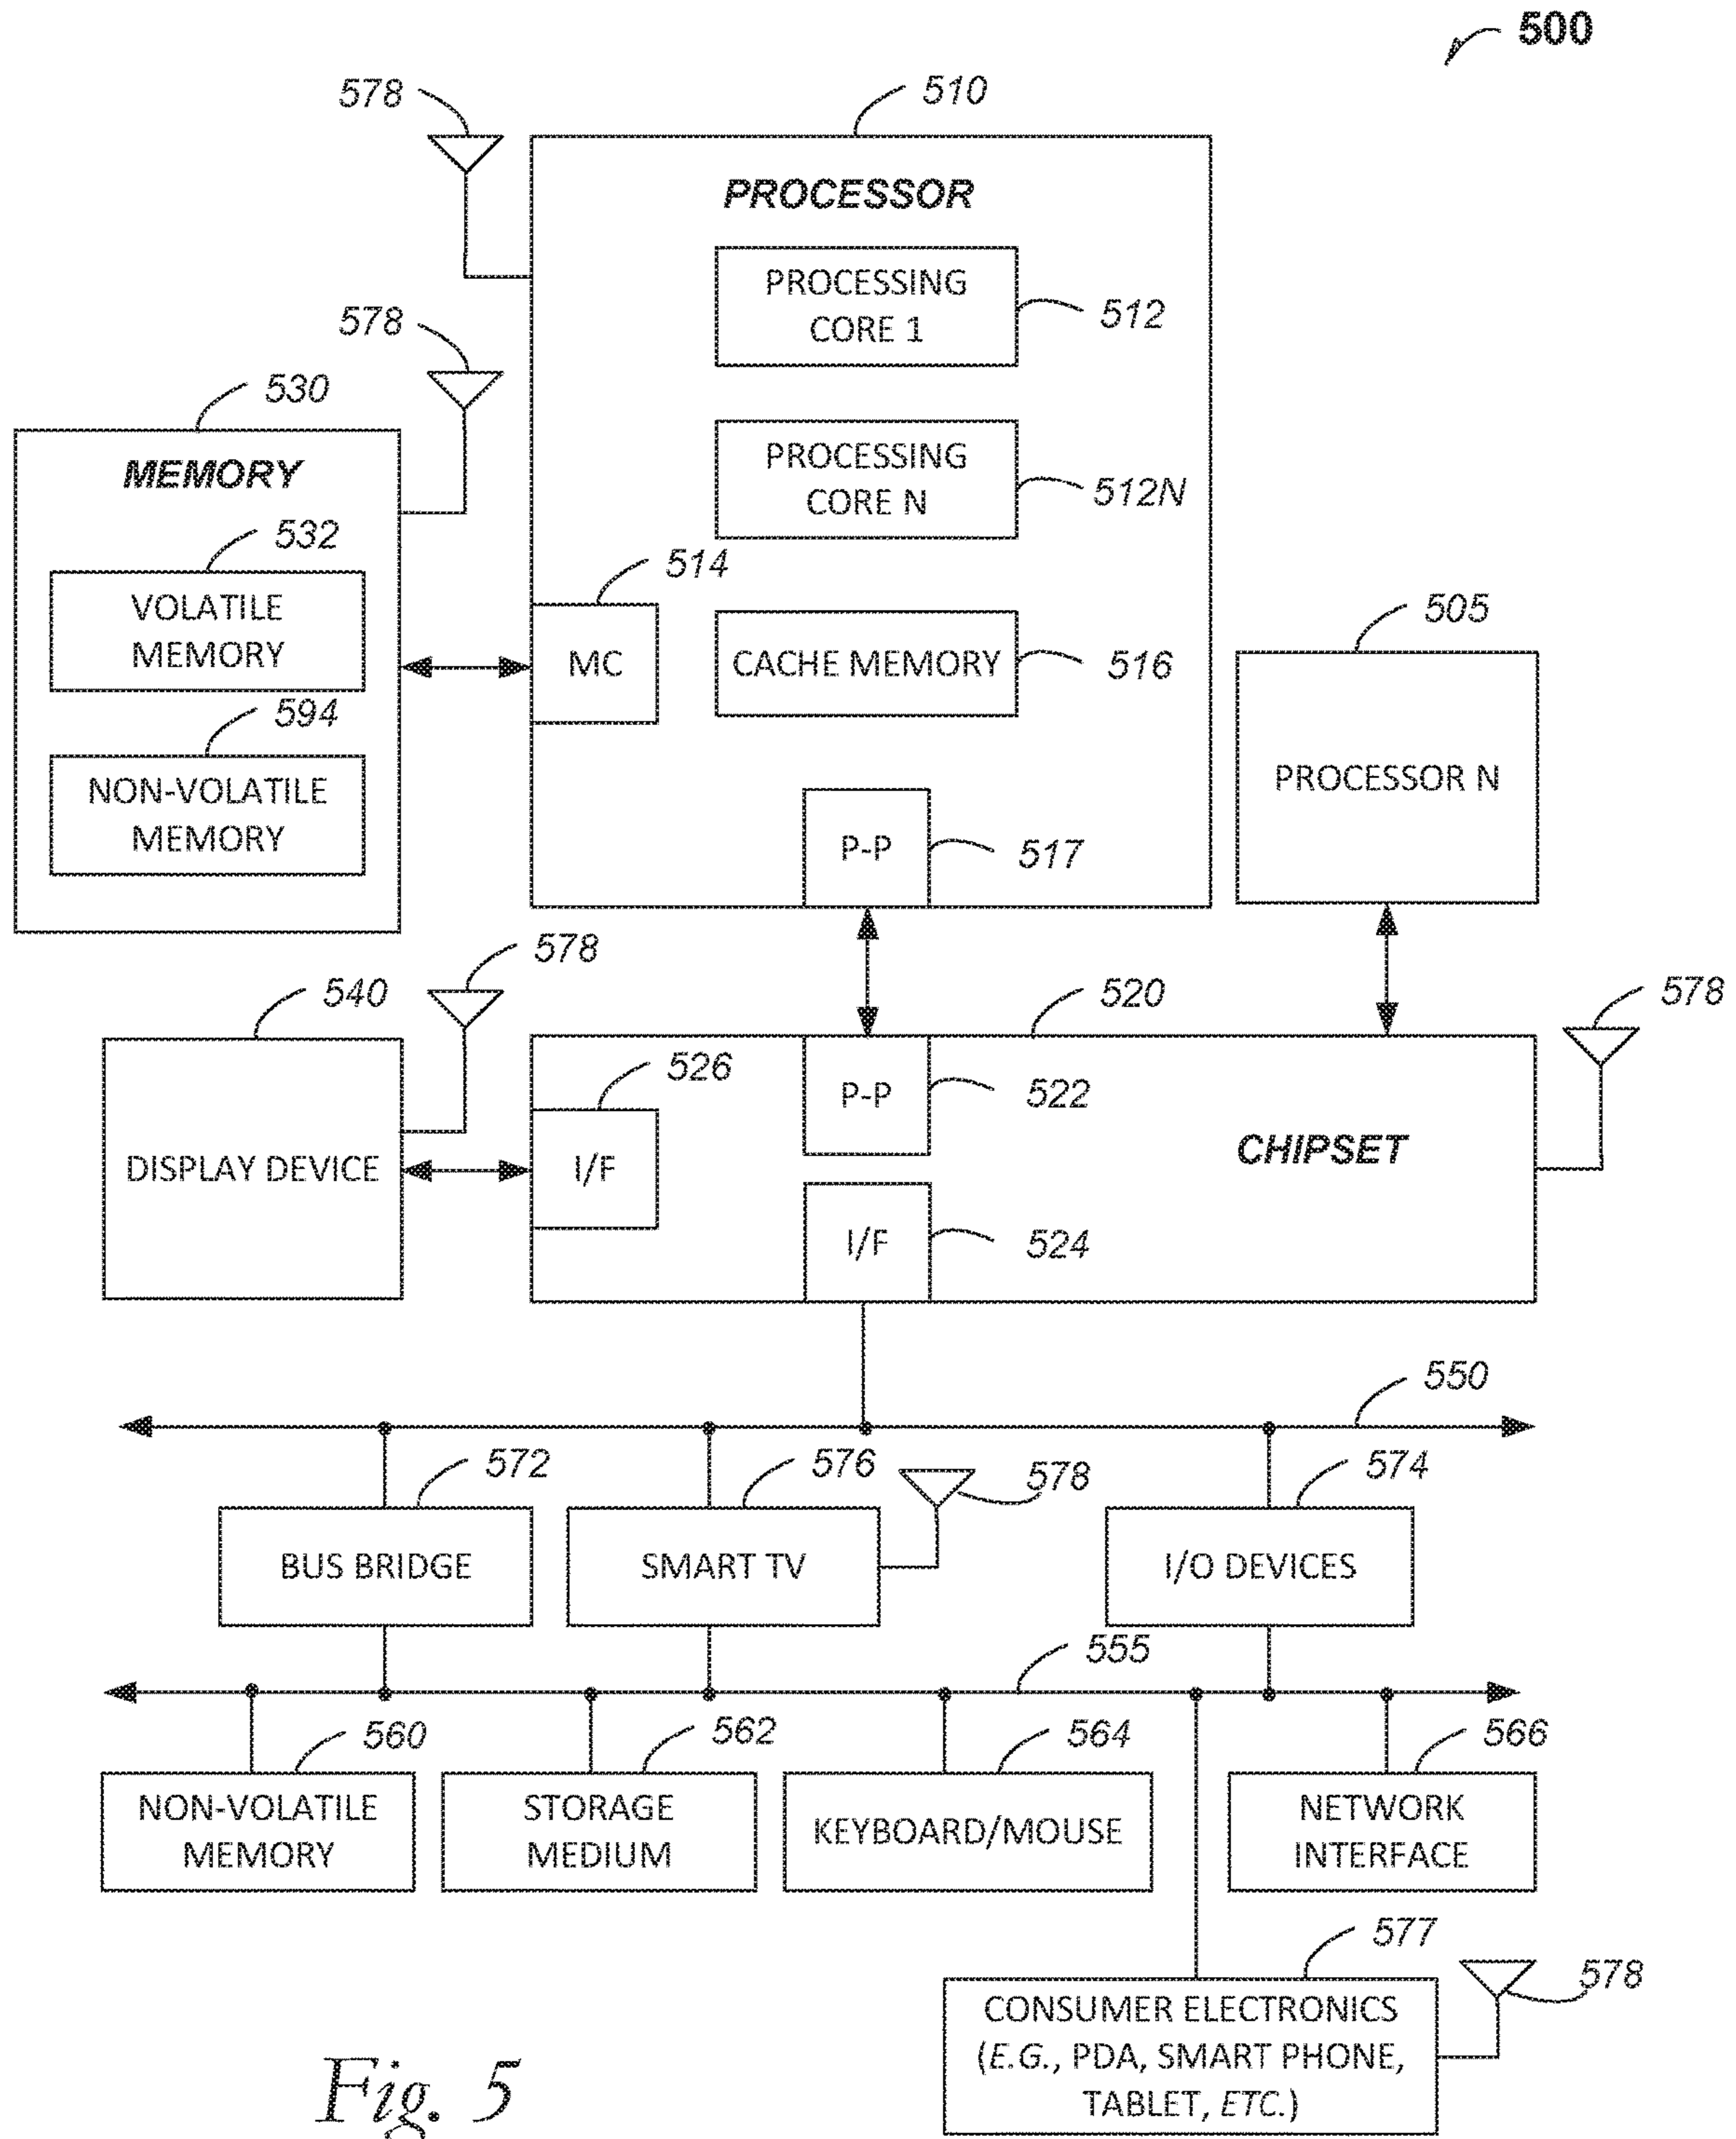 500
578
510
PROCESSOR
PROCESSING
CORE 1
512
578
530
MEMORY
PROCESSING
CORE N
512N
532
VOLATILE
MEMORY
514
MC
CACHE MEMORY
516
505
PROCESSOR N
594
NON-VOLATILE
MEMORY
P-P
517
578
540
DISPLAY DEVICE
520
578
526
I/F
P-P
522
CHIPSET
I/F
524
550
572
BUS BRIDGE
576
SMART TV
578
574
I/O DEVICES
555
560
NON-VOLATILE
MEMORY
562
STORAGE
MEDIUM
564
KEYBOARD/MOUSE
566
NETWORK
INTERFACE
577
CONSUMER ELECTRONICS
(E.G., PDA, SMART PHONE,
TABLET, ETC.)
578
Fig. 5